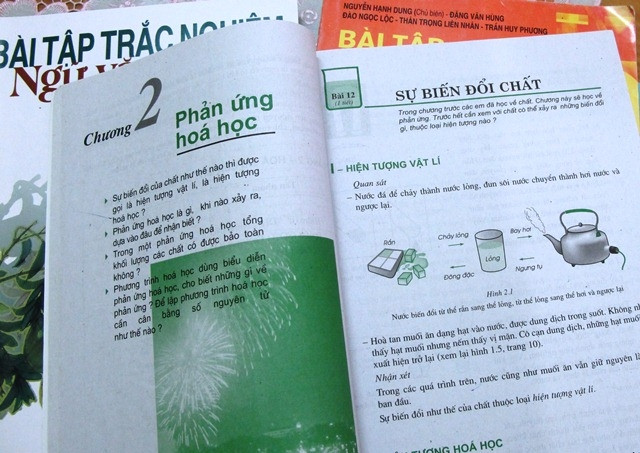 BÀI TẬP TRẮC NGHIỆM
Ngữ
NGUYỄN HẠNH DUNG (Chủ biên) - ĐẶNG VĂN HÙNG
ĐÀO NGỌC LỘC - THÂN TRỌNG LIÊN NHÂN - TRẦN HUY PHƯƠNG
BÀI TẬP
Chương 2
Phản ứng
hoá học
Sự biến đổi của chất như thế nào thì được
gọi là hiện tượng vật lí, là hiện tượng
hoá học ?
Phản ứng hoá học là gì, khi nào xảy ra,
dựa vào đâu để nhận biết ?
Trong một phản ứng hoá học tổng
khối lượng các chất có được bảo toàn
không ?
Phương trình hoá học dùng biểu diễn
phản ứng hoá học, cho biết những gì về
phản ứng ? Để lập phương trình hoá học
cần cân bằng số nguyên tử
như thế nào ?
Bài 12
(1 tiết)
SỰ BIẾN ĐỔI CHẤT
Trong chương trước các em đã học về chất. Chương này sẽ học về
phản ứng. Trước hết cần xem với chất có thể xảy ra những biến đổi
gì, thuộc loại hiện tượng nào ?
I - HIỆN TƯỢNG VẬT LÍ
Quan sát
- Nước đá để chảy thành nước lỏng, đun sôi nước chuyển thành hơi nước và
ngược lại.
Rắn
Chảy lỏng
Đông đặc
Lỏng
Bay hơi
Ngưng tụ
Hình 2.1
Nước biến đổi từ thể rắn sang thể lỏng, từ thể lỏng sang thể hơi và ngược lại
- Hoà tan muối ăn dạng hạt vào nước, được dung dịch trong suốt. Không
thấy hạt muối nhưng nếm thấy vị mặn. Cô cạn dung dịch, những hạt muối
xuất hiện trở lại (xem lại hình 1.5, trang 10).
Nhận xét
Trong các quá trình trên, nước cũng như muối ăn vẫn giữ nguyên là
ban đầu.
Sự biến đổi như thế của chất thuộc loại hiện tượng vật lí.
TƯỢNG HOÁ HỌC